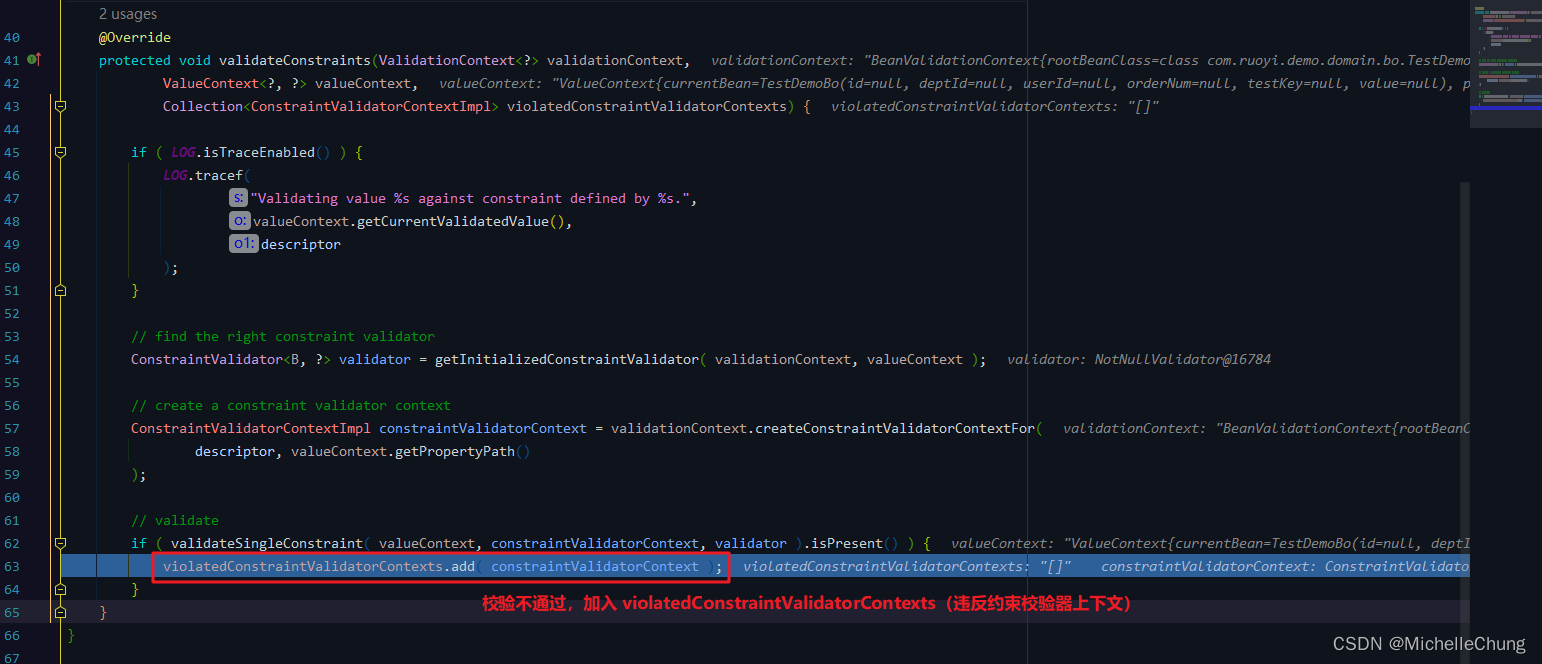 2 usages
40 @Override
41 protected void validateConstraints(ValidationContext<?> validationContext, validationContext: "BeanValidationContext{rootBeanClass=class com.ruoyi.demo.domain.bo.TestDemo
42 ValueContext<?, ?> valueContext, valueContext: "ValueContext{currentBean=TestDemoBo(id=null, deptId=null, userId=null, orderNum=null, testKey=null, value=null), p
43 Collection<ConstraintValidatorContextImpl> violatedConstraintValidatorContexts) { violatedConstraintValidatorContexts: "[]"
44
45 if ( LOG.isTraceEnabled() ) {
46 LOG.tracef(
47 s: "Validating value %s against constraint defined by %s.",
48 o: valueContext.getCurrentValidatedValue(),
49 o1: descriptor
50 );
51 }
52
53 // find the right constraint validator
54 ConstraintValidator<B, ?> validator = getInitializedConstraintValidator( validationContext, valueContext ); validator: NotNullValidator@16784
55
56 // create a constraint validator context
57 ConstraintValidatorContextImpl constraintValidatorContext = validationContext.createConstraintValidatorContextFor( validationContext: "BeanValidationContext{rootBeanC
58 descriptor, valueContext.getPropertyPath()
59 );
60
61 // validate
62 if ( validateSingleConstraint( valueContext, constraintValidatorContext, validator ).isPresent() ) { valueContext: "ValueContext{currentBean=TestDemoBo(id=null, deptI
63 violatedConstraintValidatorContexts.add( constraintValidatorContext ); violatedConstraintValidatorContexts: "[]" constraintValidatorContext: ConstraintValidato
64 }
校验不通过，加入 violatedConstraintValidatorContexts（违反约束校验器上下文）
65 }
66 }
67
CSDN @MichelleChung